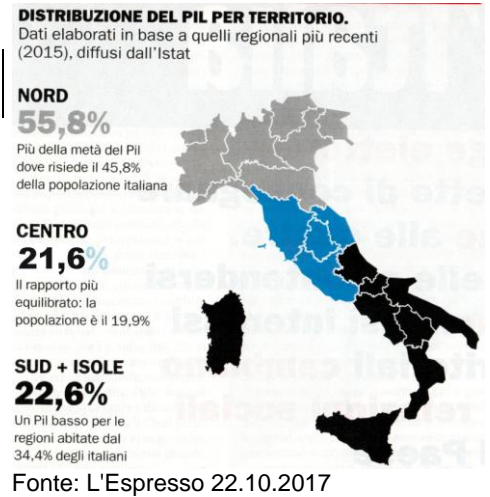 DISTRIBUZIONE DEL PIL PER TERRITORIO.
Dati elaborati in base a quelli regionali più recenti
(2015), diffusi dall'Istat
NORD
55,8%
Più della metà del Pil
dove risiede il 45,8%
della popolazione italiana
CENTRO
21,6%
Il rapporto più
equilibrato: la
popolazione è il 19,9%
SUD + ISOLE
22,6%
Un Pil basso per le
regioni abitate dal
34,4% degli italiani
Fonte: L'Espresso 22.10.2017